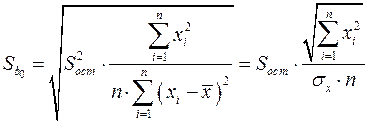 $S_{b_0} = \sqrt{S_{ост}^2 \cdot \frac{\sum_{i=1}^{n} x_i^2}{n \cdot \sum_{i=1}^{n} (x_i - \overline{x})^2}} = S_{ост} \cdot \frac{\sqrt{\sum_{i=1}^{n} x_i^2}}{\sigma_x \cdot n}$